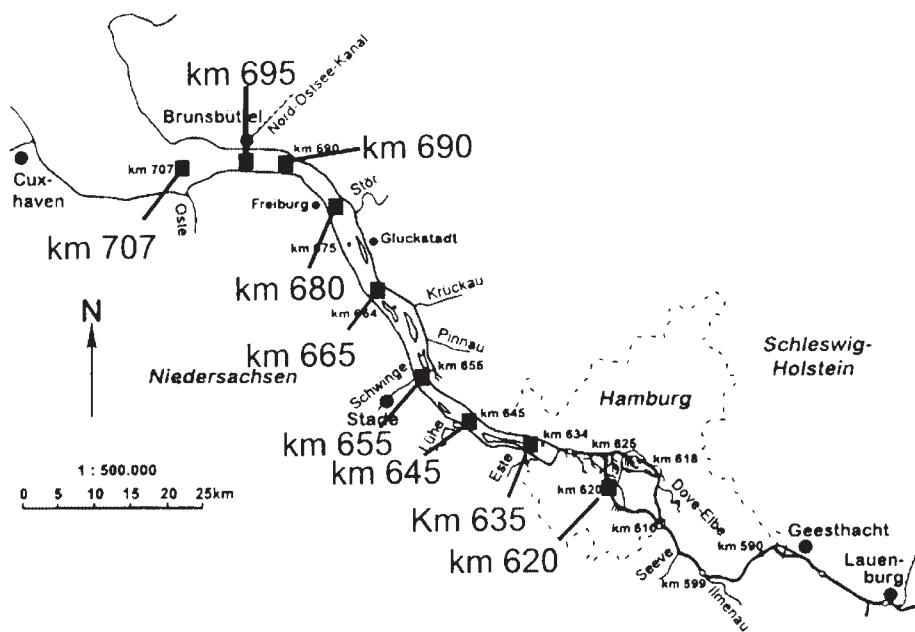 km 695
Brunsbüttel
Nord-Ostsee-Kanal
km 690
km 690
km 707
Cux-
haven
Oste
Freiburg
Stör
km 707
Glückstadt
km 680
Krückau
N
km 665
Pinnau
Schleswig-
Holstein
Niedersachsen
Schwinge
km 656
Hamburg
Stade
km 655
Lühe
km 645
km 645
km 634
km 625
km 618
Este
km 620
Dove-Elbe
1 : 500.000
0 5 10 15 20 25km
Km 635
km 620
km 610
Seeve
km 599
Ilmenau
km 590
Geesthacht
Lauen-
burg